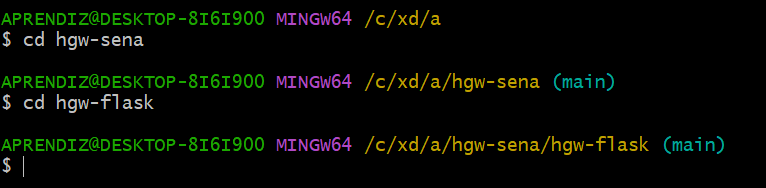 APRENDIZ@DESKTOP-8I6I900 MINGW64 /c/xd/a
$ cd hgw-sena
APRENDIZ@DESKTOP-8I6I900 MINGW64 /c/xd/a/hgw-sena (main)
$ cd hgw-flask
APRENDIZ@DESKTOP-8I6I900 MINGW64 /c/xd/a/hgw-sena/hgw-flask (main)
$